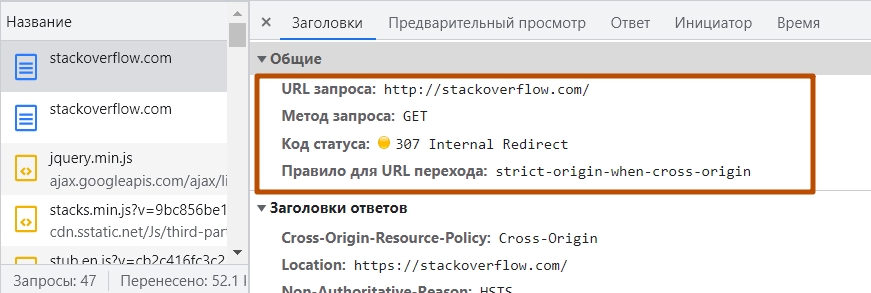 Название
stackoverflow.com
stackoverflow.com
jquery.min.js
ajax.googleapis.com/ajax/li
stacks.min.js?v=9bc856be1
cdn.sstatic.net/Js/third-par
stub.en.js?v=cb2c416fc3c2
Запросы: 47 Перенесено: 52.1 l
Заголовки Предварительный просмотр Ответ Инициатор Время
Общие
URL запроса: http://stackoverflow.com/
Метод запроса: GET
Код статуса: 307 Internal Redirect
Правило для URL перехода: strict-origin-when-cross-origin
Заголовки ответов
Cross-Origin-Resource-Policy: Cross-Origin
Location: https://stackoverflow.com/
Non-Authoritative-Reason: HSTS